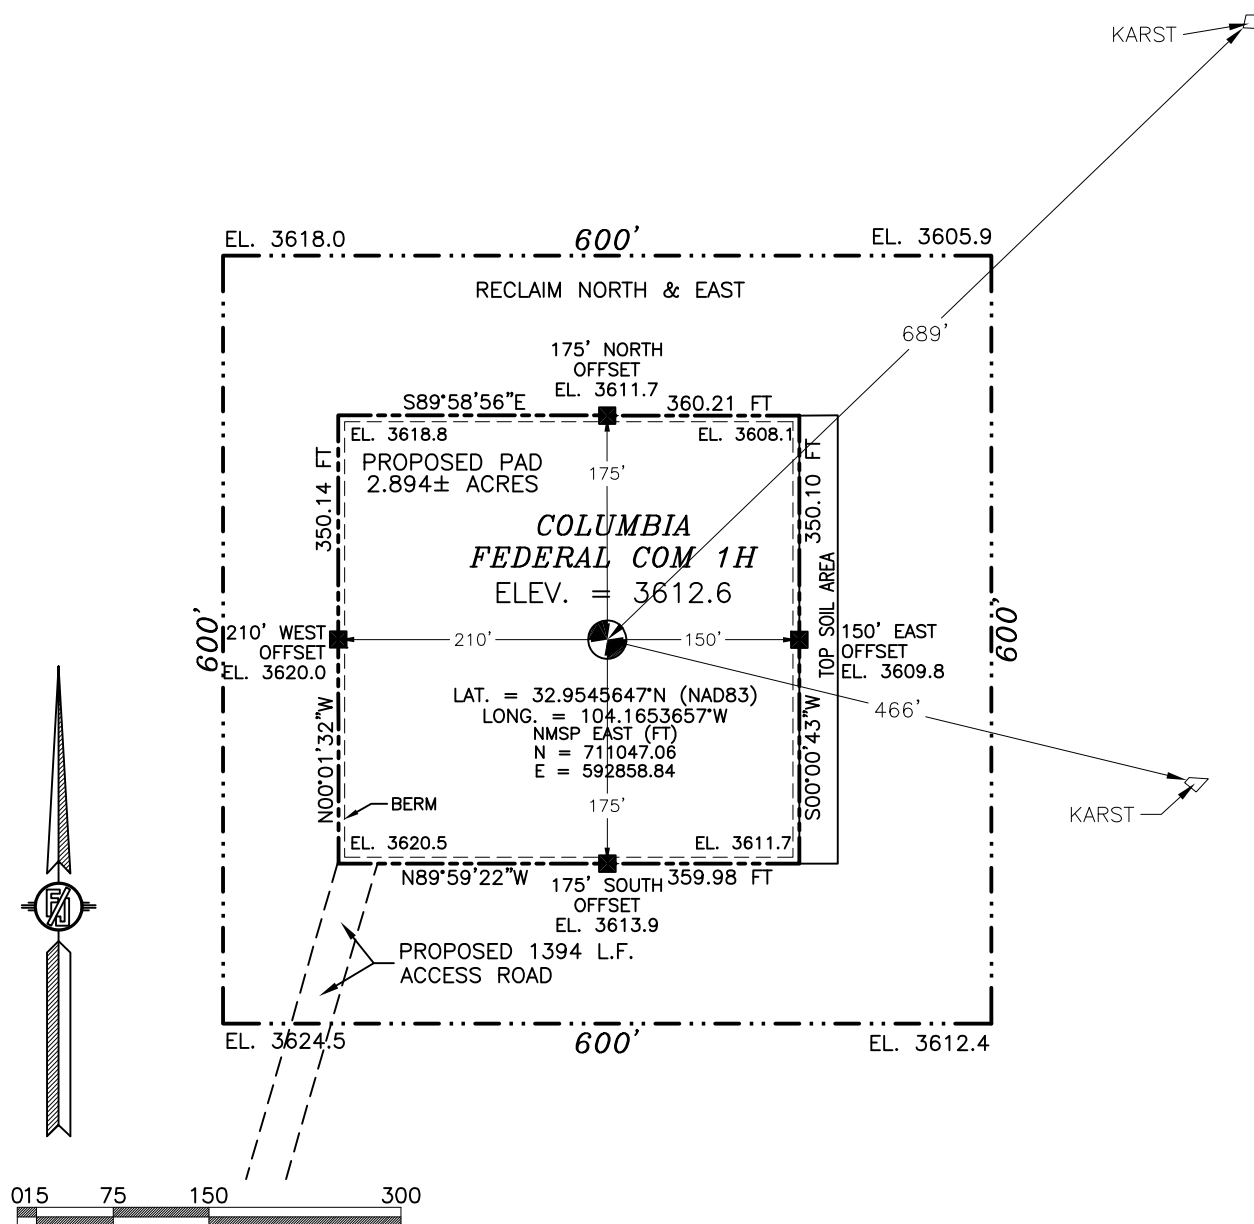 KARST
EL. 3618.0
600'
EL. 3605.9
RECLAIM NORTH & EAST
689'
175' NORTH
OFFSET
EL. 3611.7
S89°58'56"E
360.21 FT
EL. 3618.8
EL. 3608.1
350.14 FT
PROPOSED PAD
2.894± ACRES
175'
350.10 FT
COLUMBIA
FEDERAL COM 1H
ELEV. = 3612.6
TOP SOIL AREA
600'
210' WEST
OFFSET
EL. 3620.0
210'
150'
150' EAST
OFFSET
EL. 3609.8
600'
466'
LAT. = 32.9545647°N (NAD83)
LONG. = 104.1653657°W
NMSP EAST (FT)
N = 711047.06
E = 592858.84
N00°01'32"W
S00°00'43"W
BERM
175'
KARST
EL. 3620.5
EL. 3611.7
N89°59'22"W
359.98 FT
175' SOUTH
OFFSET
EL. 3613.9
PROPOSED 1394 L.F.
ACCESS ROAD
EL. 3624.5
600'
EL. 3612.4
015 75 150 300